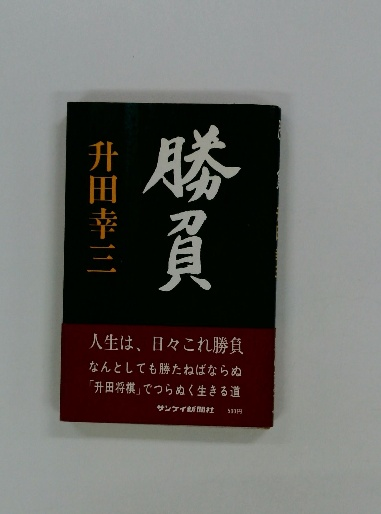 勝負
升田幸三
人生は、日々これ勝負
なんとしても勝たねばならぬ
「升田将棋」でつらぬく生きる道
サンケイ新聞社